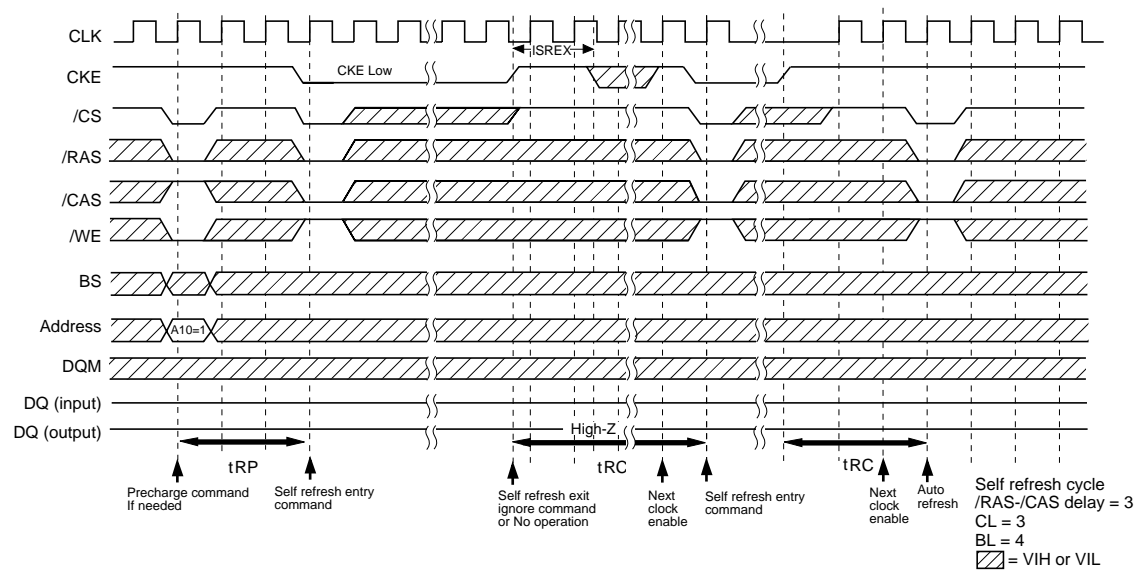 CLK
ISREX
CKE
CKE Low
/CS
/RAS
/CAS
/WE
BS
Address
A10=1
DQM
DQ (input)
DQ (output)
High-Z
tRP
tRC
tRC
Precharge command
If needed
Self refresh entry
command
Self refresh exit
ignore command
or No operation
Next
clock
enable
Self refresh entry
command
Next
clock
enable
Auto
refresh
Self refresh cycle
/RAS-/CAS delay = 3
CL = 3
BL = 4
= VIH or VIL